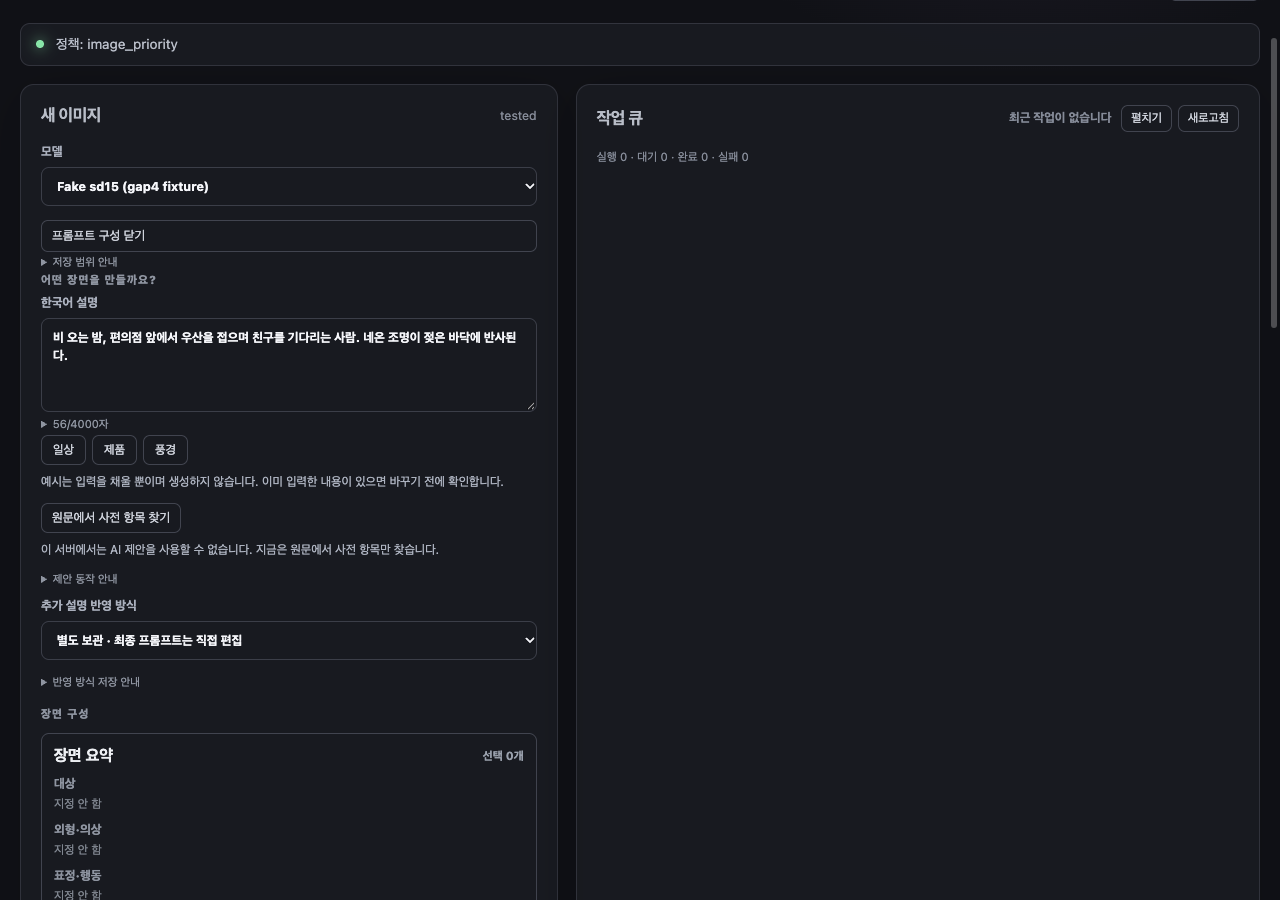 정책: image_priority
새 이미지
tested
모델
Fake sd15 (gap4 fixture)
프롬프트 구성 닫기
▶ 저장 범위 안내
어떤 장면을 만들까요?
한국어 설명
비 오는 밤, 편의점 앞에서 우산을 접으며 친구를 기다리는 사람. 네온 조명이 젖은 바닥에 반사된
다.
▶ 56/4000자
일상
제품
풍경
예시는 입력을 채울 뿐이며 생성하지 않습니다. 이미 입력한 내용이 있으면 바꾸기 전에 확인합니다.
원문에서 사전 항목 찾기
이 서버에서는 AI 제안을 사용할 수 없습니다. 지금은 원문에서 사전 항목만 찾습니다.
▶ 제안 동작 안내
추가 설명 반영 방식
별도 보관 · 최종 프롬프트는 직접 편집
▶ 반영 방식 저장 안내
장면 구성
장면 요약
선택 0개
대상
지정 안 함
외형·의상
지정 안 함
표정·행동
지정 안 함
작업 큐
최근 작업이 없습니다
펼치기
새로고침
실행 0 · 대기 0 · 완료 0 · 실패 0